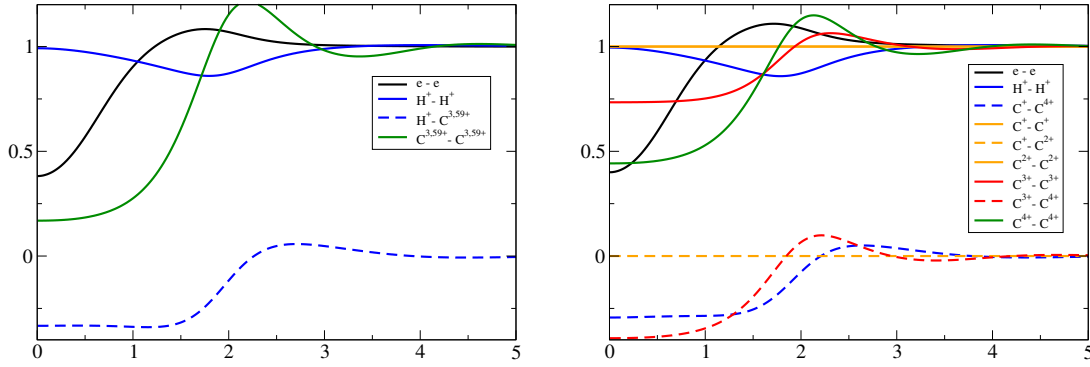 1
0.5
0
0 1 2 3 4 5
e - e
H⁺- H⁺
H⁺- C³,⁵⁹⁺
C³,⁵⁹⁺ - C³,⁵⁹⁺
1
0.5
0
0 1 2 3 4 5
e - e
H⁺- H⁺
C⁺- C⁴⁺
C⁺- C⁺
C⁺- C²⁺
C²⁺- C²⁺
C³⁺- C³⁺
C³⁺- C⁴⁺
C⁴⁺- C⁴⁺